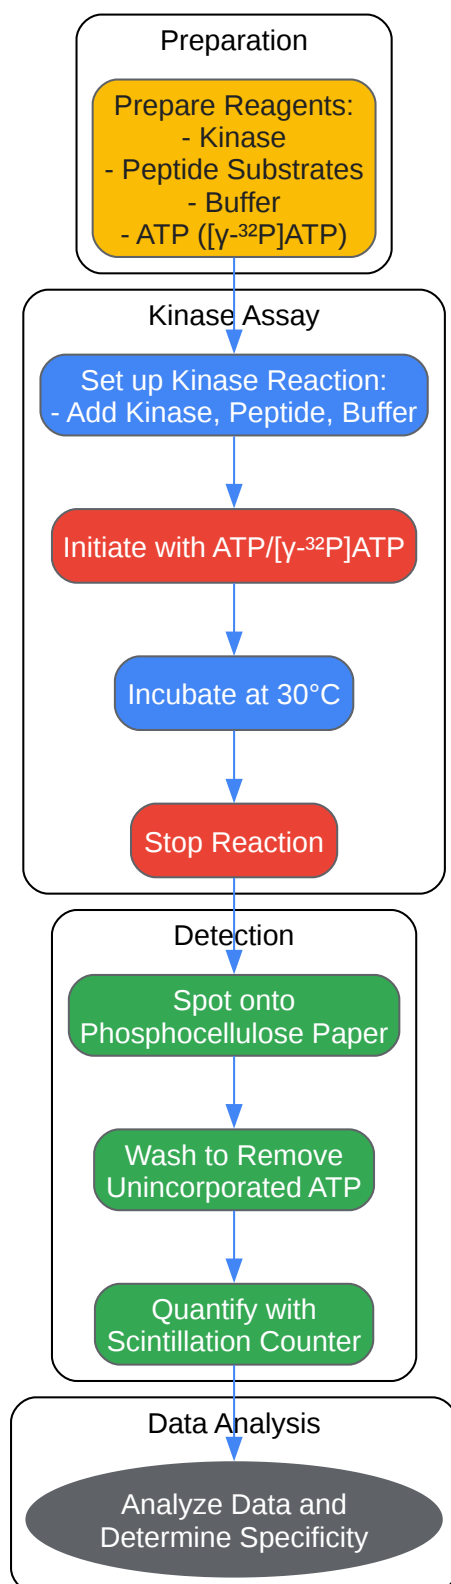 Preparation
Prepare Reagents:
- Kinase
- Peptide Substrates
- Buffer
- ATP ([γ-³²P]ATP)
Kinase Assay
Set up Kinase Reaction:
- Add Kinase, Peptide, Buffer
Initiate with ATP/[γ-³²P]ATP
Incubate at 30°C
Stop Reaction
Detection
Spot onto
Phosphocellulose Paper
Wash to Remove
Unincorporated ATP
Quantify with
Scintillation Counter
Data Analysis
Analyze Data and
Determine Specificity